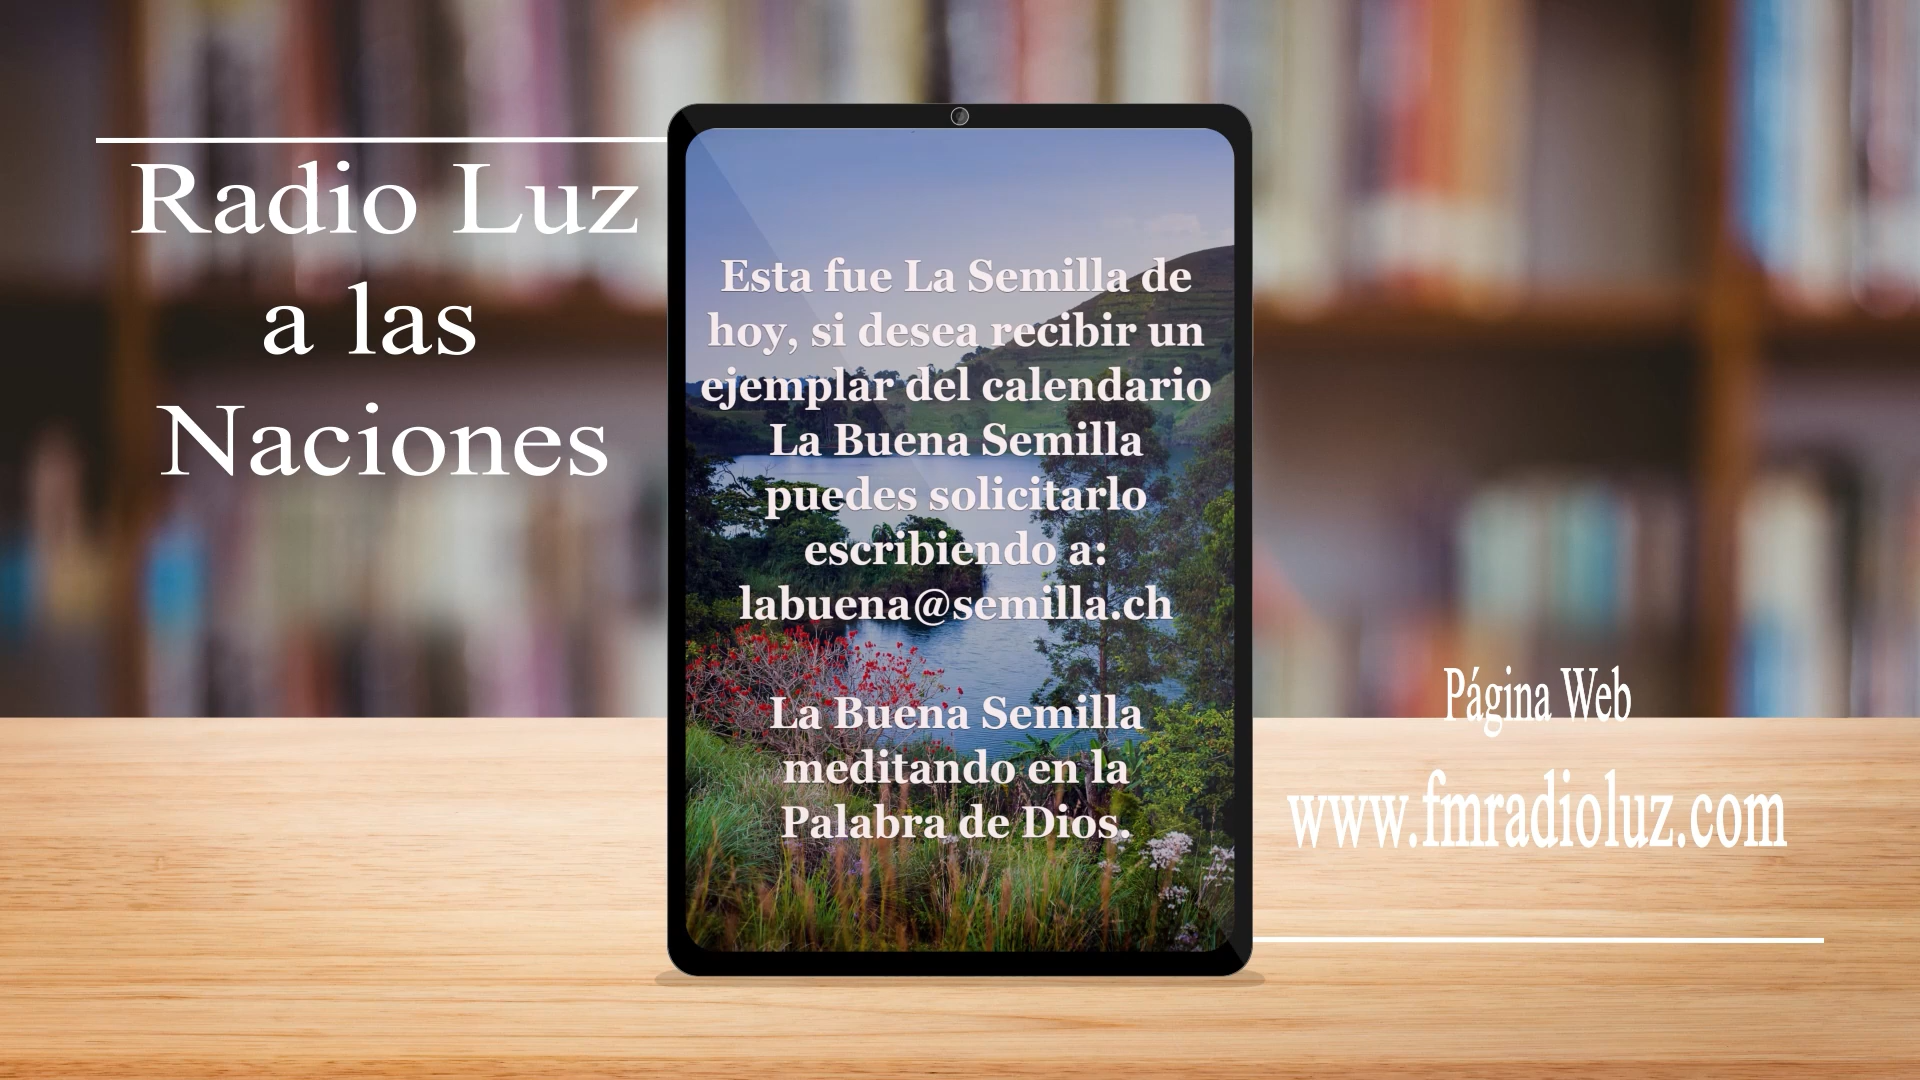 Radio Luz
a las
Naciones
Esta fue La Semilla de
hoy, si desea recibir un
ejemplar del calendario
La Buena Semilla
puedes solicitarlo
escribiendo a:
labuena@semilla.ch
La Buena Semilla
meditando en la
Palabra de Dios.
Página Web
www.fmradioluz.com